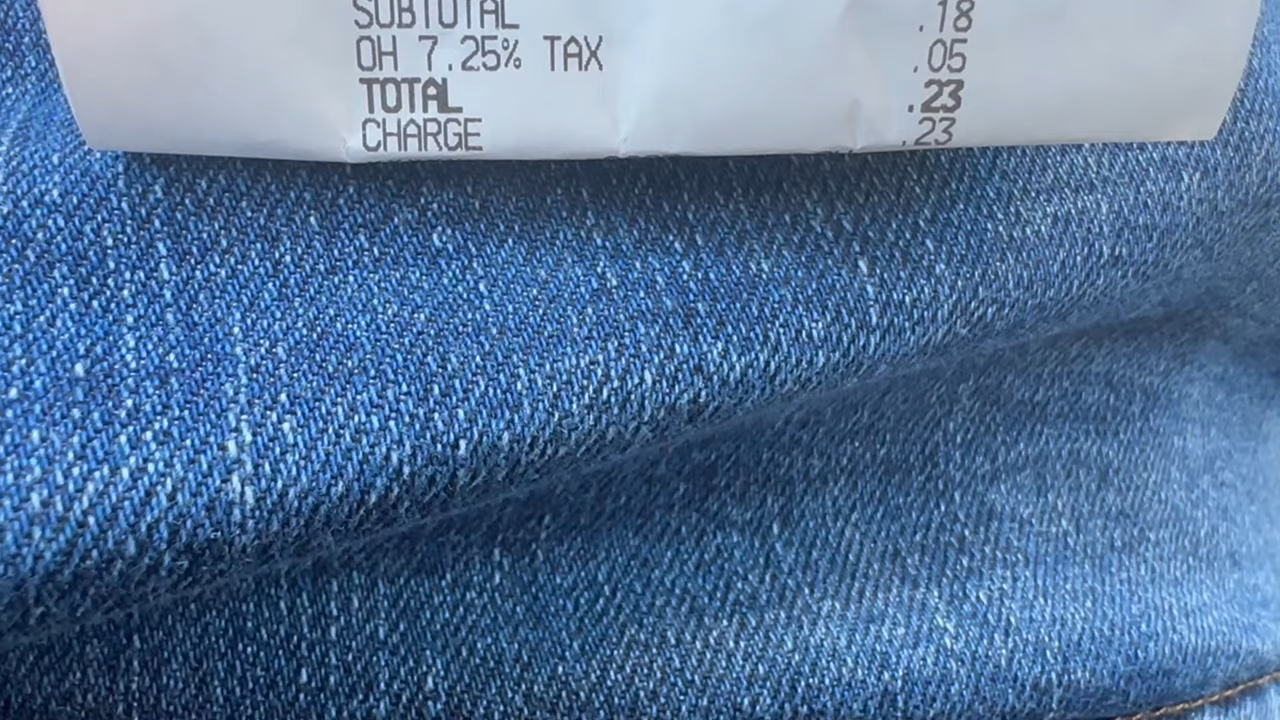 SUBTOTAL .18
OH 7.25% TAX .05
TOTAL .23
CHARGE .23